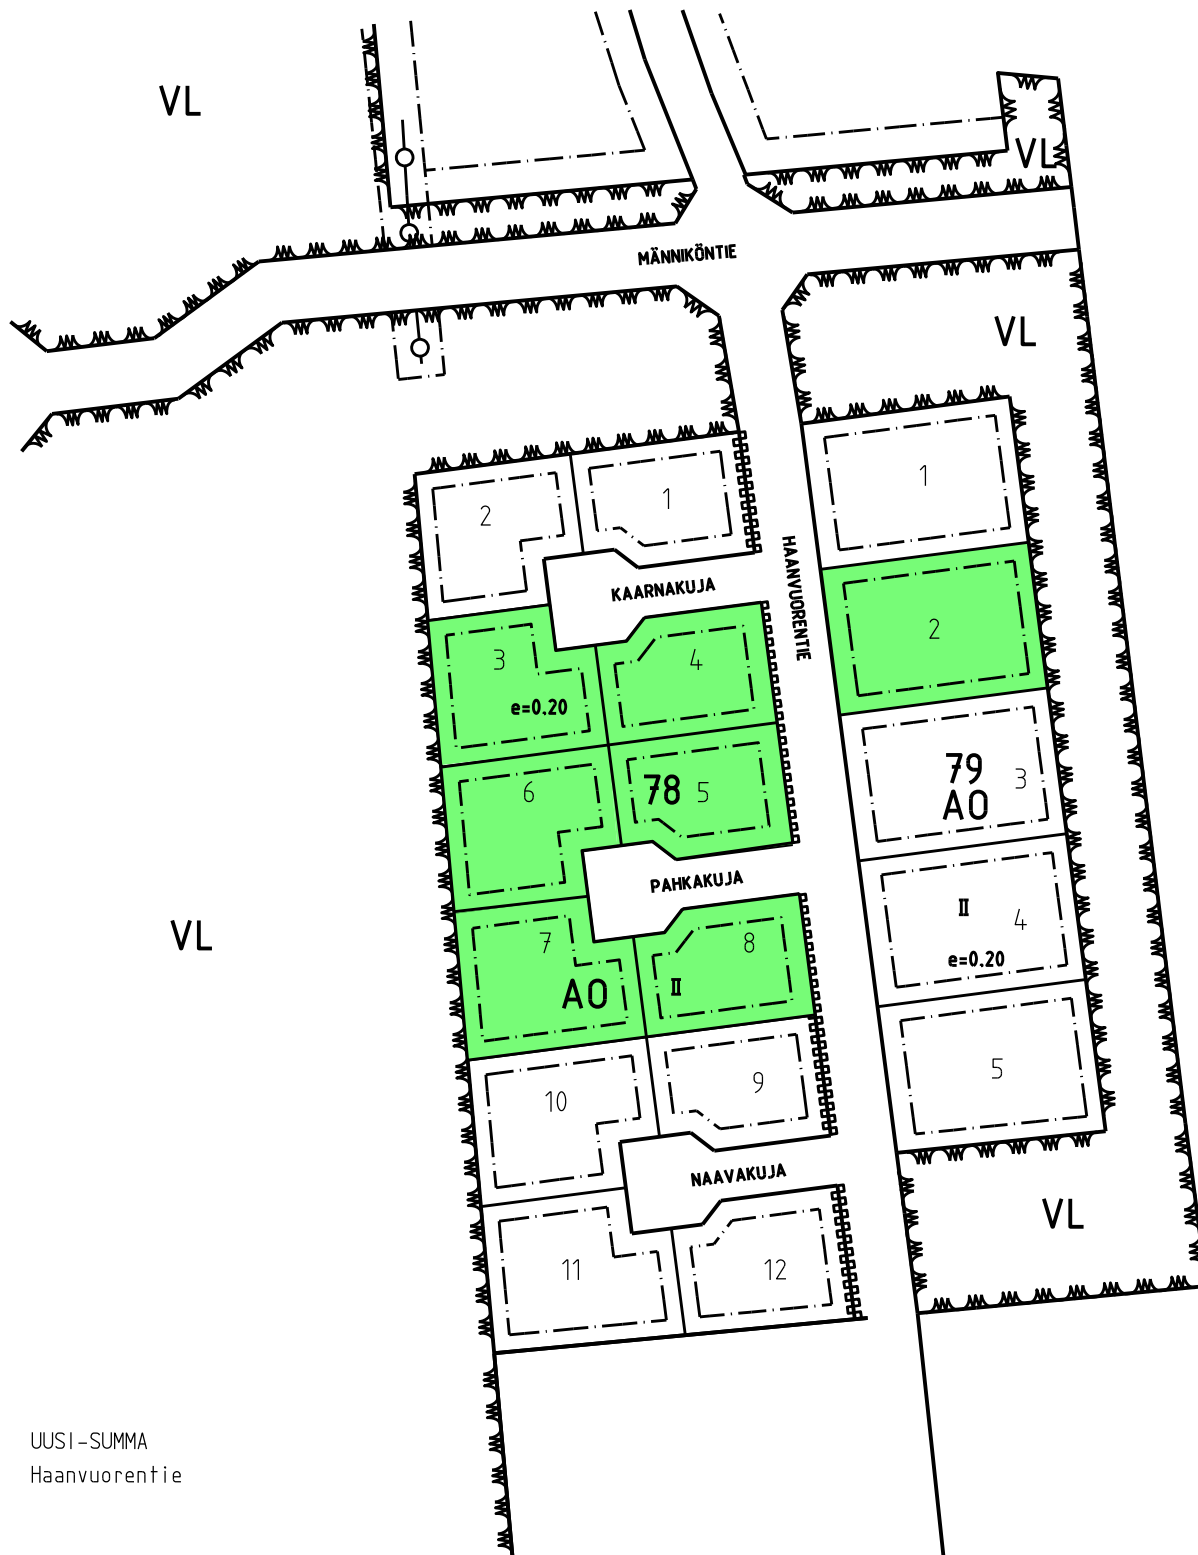 VL
VL
MÄNNIKÖNTIE
VL
1
2
1
HAANVUORENTIE
KAARNAKUJA
2
3
4
e=0.20
79
3
AO
6
78 5
PAHKAKUJA
II
4
VL
7
8
e=0.20
AO
II
5
10
9
NAAVAKUJA
VL
11
12
UUSI-SUMMA
Haanvuorentie